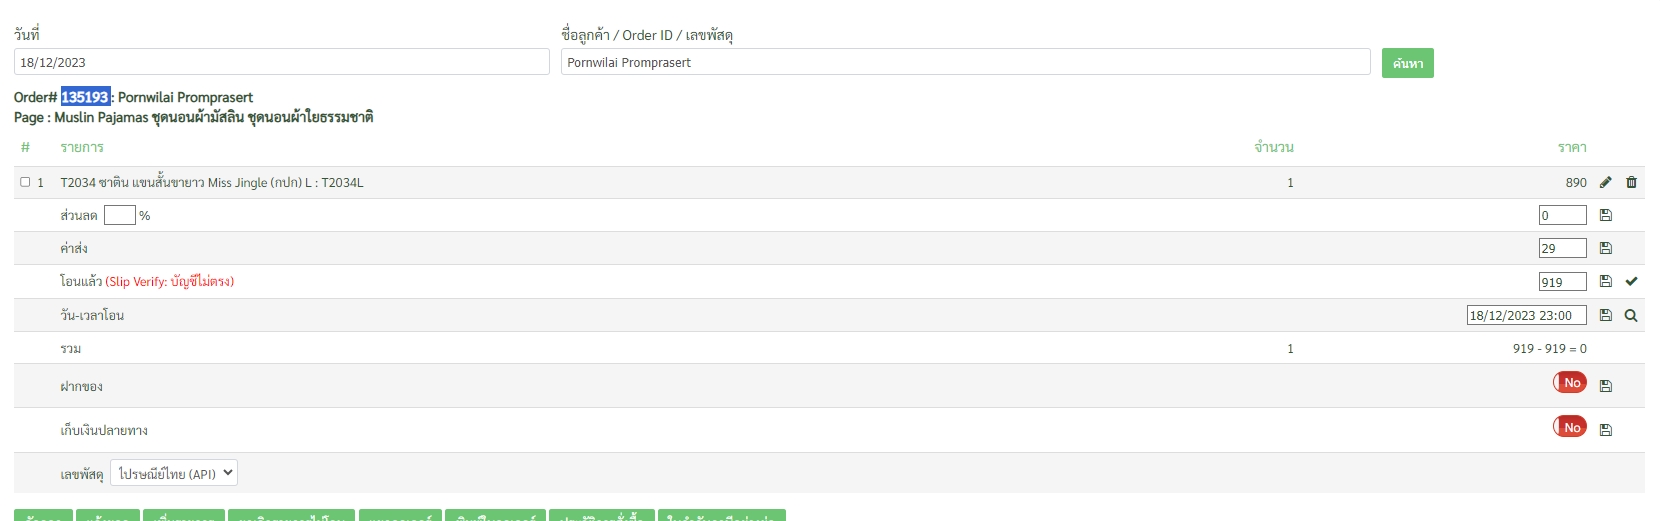 วันที่
ชื่อลูกค้า / Order ID / เลขพัสดุ
18/12/2023
Pornwilai Promprasert
ค้นหา
Order# 135193 : Pornwilai Promprasert
Page : Muslin Pajamas ชุดนอนผ้ามัสลิน ชุดนอนผ้าใยธรรมชาติ
# รายการ จำนวน ราคา
1 T2034 ซาติน แขนสั้นขายาว Miss Jingle (กปก) L : T2034L 1 890
ส่วนลด % 0
ค่าส่ง 29
โอนแล้ว (Slip Verify: บัญชีไม่ตรง) 919
วัน-เวลาโอน 18/12/2023 23:00
รวม 1 919 - 919 = 0
ฝากของ No
เก็บเงินปลายทาง No
เลขพัสดุ ไปรษณีย์ไทย (API)